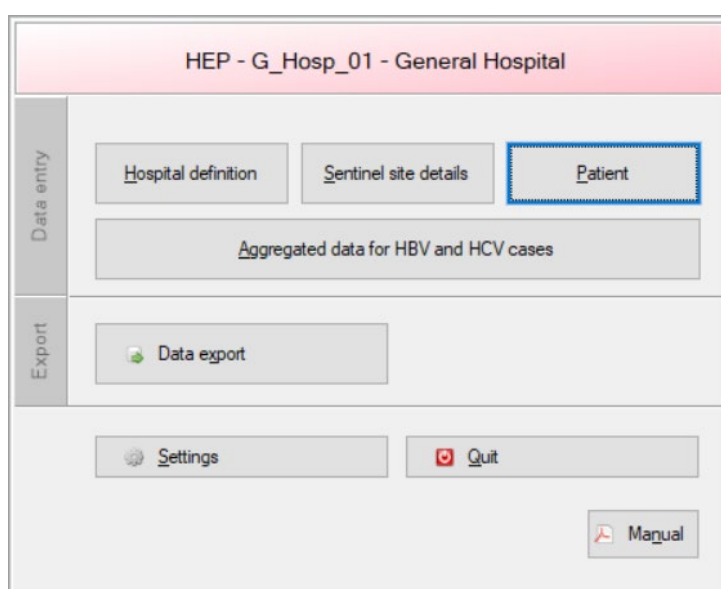 HEP - G_Hosp_01 - General Hospital
Data entry
Hospital definition
Sentinel site details
Patient
Aggregated data for HBV and HCV cases
Export
Data export
Settings
Quit
Manual